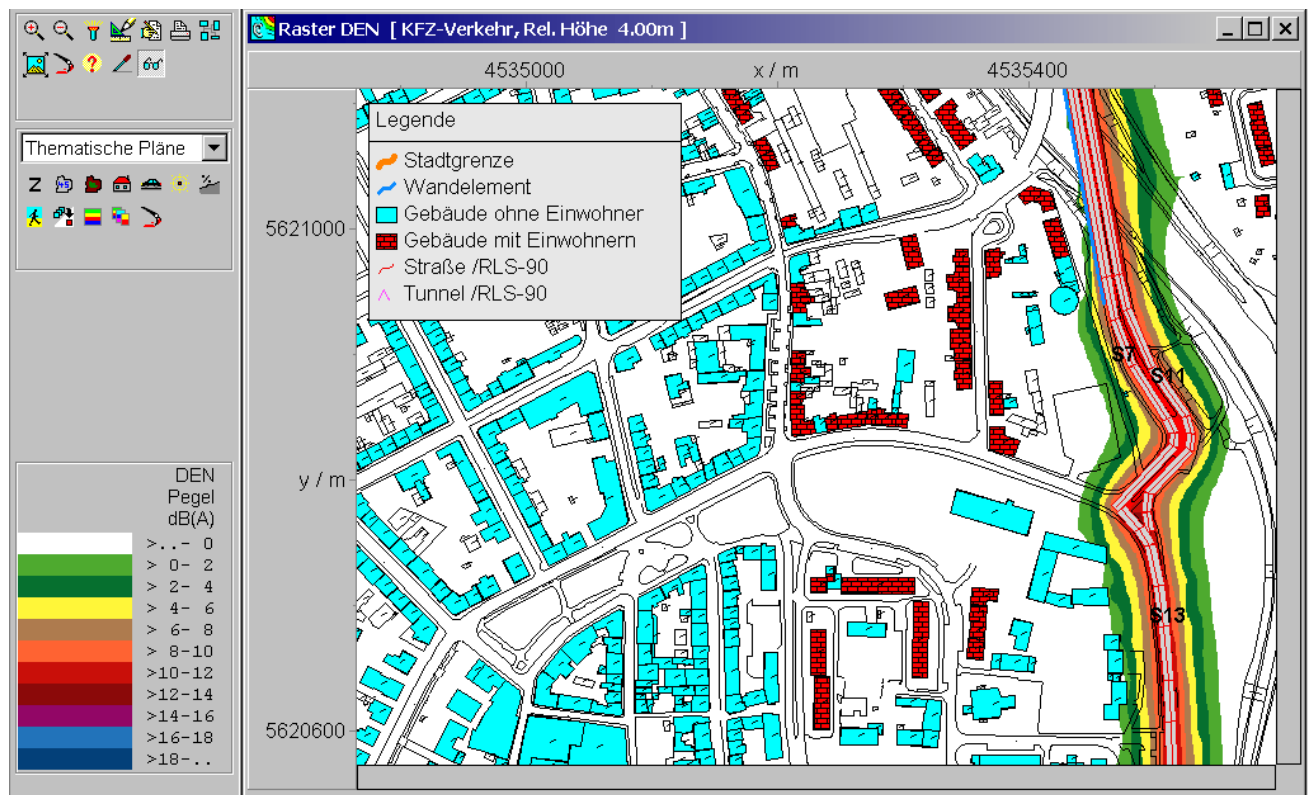 Raster DEN [ KFZ-Verkehr, Rel. Höhe 4.00m ]
4535000 x / m 4535400
Thematische Pläne
Legende
Stadtgrenze
Wandelement
Gebäude ohne Einwohner
Gebäude mit Einwohnern
Straße /RLS-90
Tunnel /RLS-90
5621000
y / m
5620600
S7
S11
S13
DEN
Pegel
dB(A)
>..- 0
> 0- 2
> 2- 4
> 4- 6
> 6- 8
> 8-10
>10-12
>12-14
>14-16
>16-18
>18-..